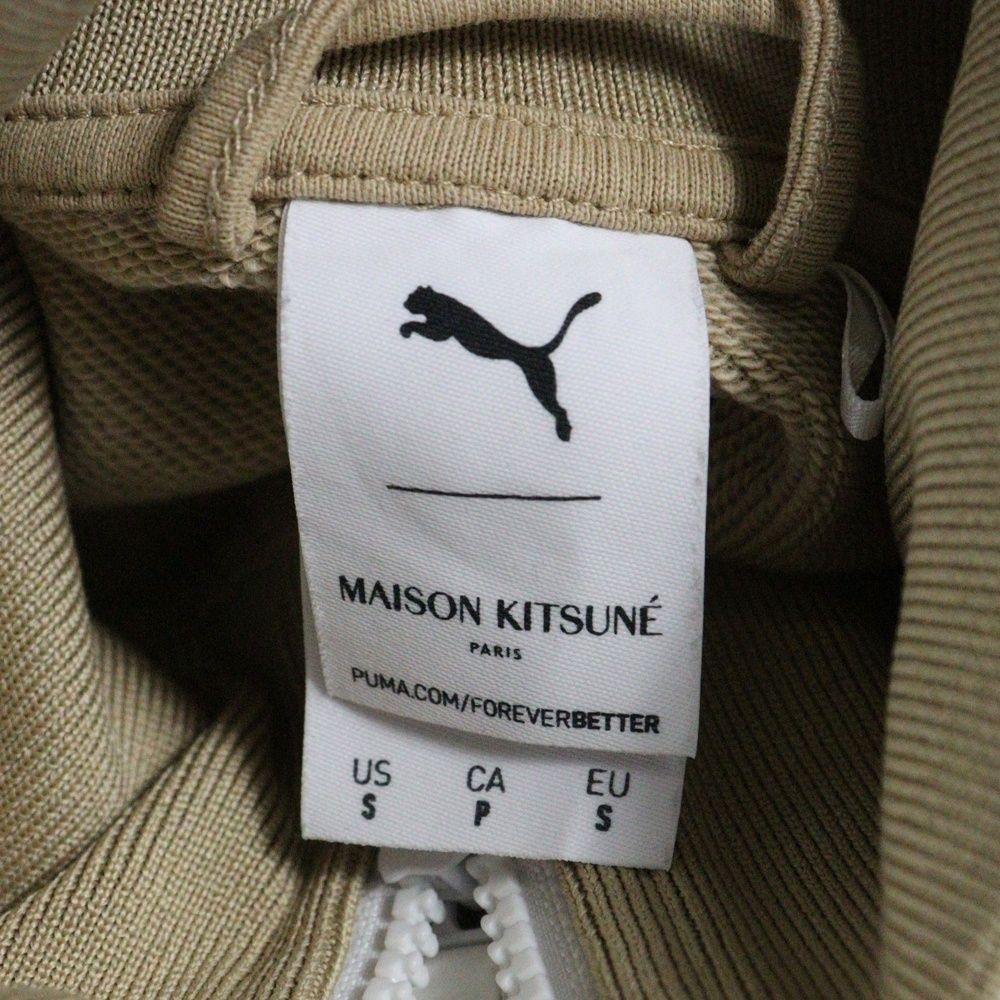 MAISON KITSUNÉ
PARIS
PUMA.COM/FOREVERBETTER
US CA EU
S P S